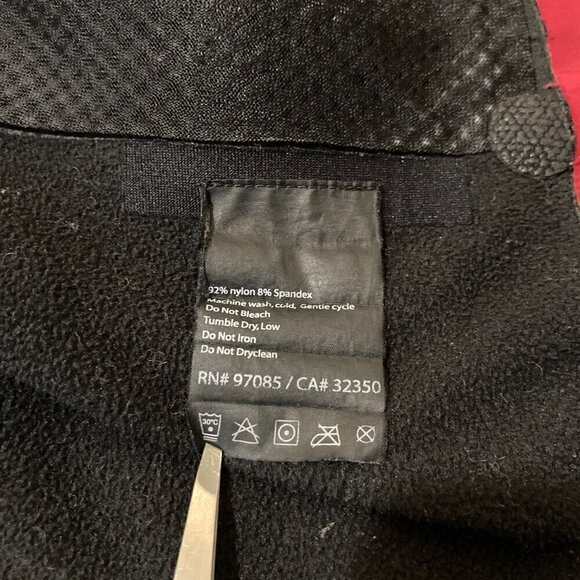 92% nylon 8% Spandex
Machine wash, cold, Gentle cycle
Do Not Bleach
Tumble Dry, Low
Do Not Iron
Do Not Dryclean
RN# 97085 / CA# 32350
30°C